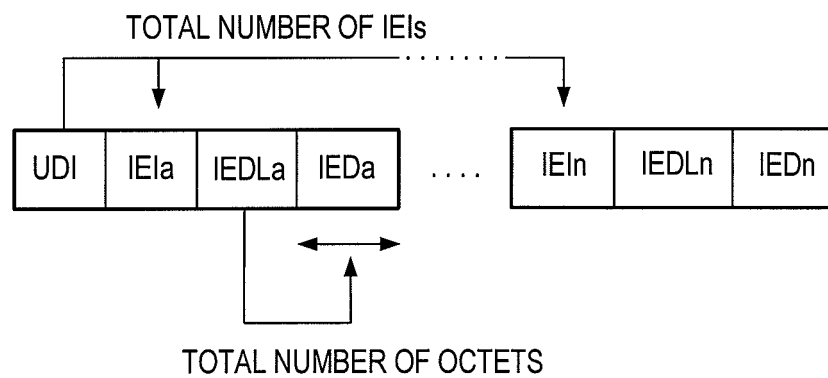 TOTAL NUMBER OF IEIs
UDI IEIa IEDLa IEDa .... IEIn IEDLn IEDn
TOTAL NUMBER OF OCTETS